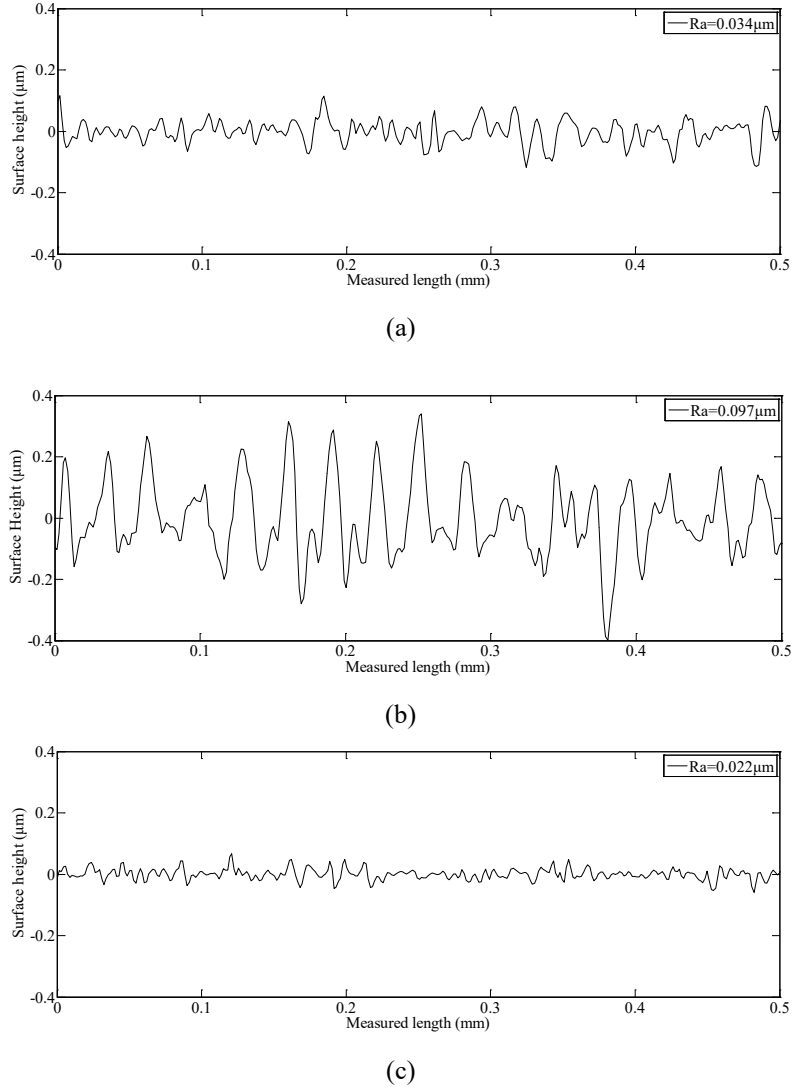 0.4
Ra=0.034μm
0.2
0
-0.2
-0.4
Surface height (μm)
0 0.1 0.2 0.3 0.4 0.5
Measured length (mm)
(a)
0.4
Ra=0.097μm
0.2
0
-0.2
-0.4
Surface Height (μm)
0 0.1 0.2 0.3 0.4 0.5
Measured length (mm)
(b)
0.4
Ra=0.022μm
0.2
0
-0.2
-0.4
Surface height (μm)
0 0.1 0.2 0.3 0.4 0.5
Measured length (mm)
(c)